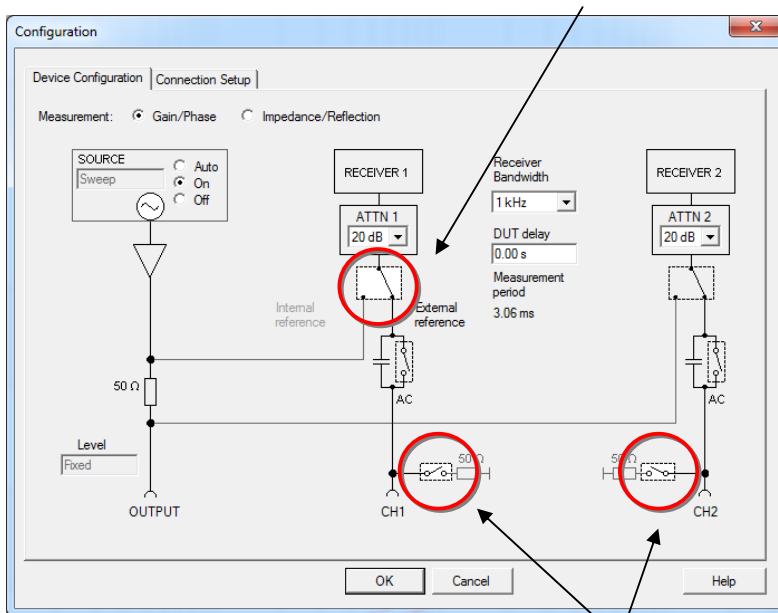 Configuration
Device Configuration
Connection Setup
Measurement:
Gain/Phase
Impedance/Reflection
SOURCE
Sweep
Auto
On
Off
RECEIVER 1
ATTN 1
20 dB
Receiver
Bandwidth
1 kHz
DUT delay
0.00 s
Measurement
period
3.06 ms
RECEIVER 2
ATTN 2
20 dB
Internal
reference
External
reference
50 Ω
AC
AC
Level
Fixed
50 Ω
50 Ω
OUTPUT
CH1
CH2
OK
Cancel
Help